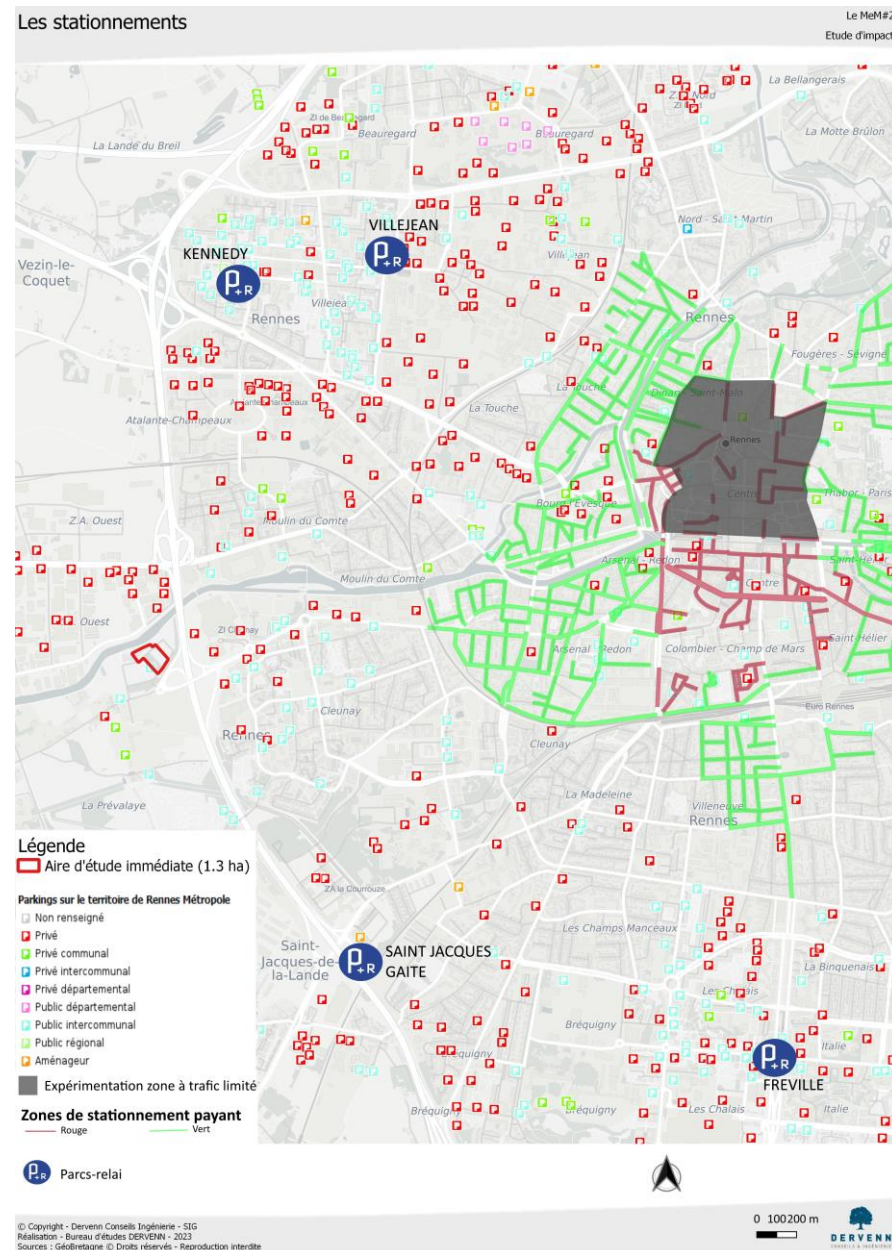 Les stationnements
Le MeM#2
Etude d'impact
La Bellangerais
La Lande du Breil
ZI de Beauregard
Beauregard
Beauregard
La Motte Brûlon
Nord - Saint-Martin
VILLEJEAN
KENNEDY
Villejean
Vezin-le-
Coquet
Villejean
Rennes
Rennes
Fougères - Sévigné
La Touche
Dinan - Saint-Malo
Atalante-Champeaux
La Touche
Rennes
Centre
Thabor - Paris
Bourg l'Evesque
Z.A. Ouest
Moulin du Comte
Arsenal - Redon
Saint-Hélier
Moulin du Comte
Centre
Ouest
ZI Cleunay
Arsenal - Redon
Colombier - Champ de Mars
Saint-Hélier
Cleunay
Euro Rennes
Rennes
Cleunay
La Prévalaye
La Madeleine
Villeneuve
Rennes
Légende
Aire d'étude immédiate (1.3 ha)
Parkings sur le territoire de Rennes Métropole
Non renseigné
Privé
Privé communal
Privé intercommunal
Privé départemental
Public départemental
Public intercommunal
Public régional
Aménageur
Expérimentation zone à trafic limité
Zones de stationnement payant
Rouge
Vert
Parcs-relai
ZA la Courrouze
Les Champs Manceaux
Saint-
Jacques-de-
la-Lande
SAINT JACQUES
GAITE
La Binquenais
Les Chalais
Bréquigny
Bréquigny
Italie
FREVILLE
Bréquigny
Bréquigny
Les Chalais
Italie
P+R
P+R
P+R
P+R
P+R
0 100 200 m
DERVENN
CONSEILS & INGÉNIERIE
© Copyright - Dervenn Conseils Ingénierie - SIG
Réalisation - Bureau d'études DERVENN - 2023
Sources : GéoBretagne © Droits réservés - Reproduction interdite